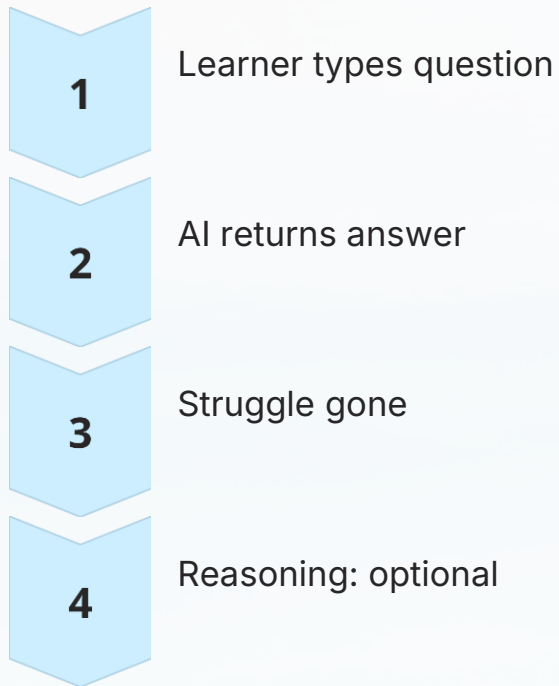 1
Learner types question
2
AI returns answer
3
Struggle gone
4
Reasoning: optional